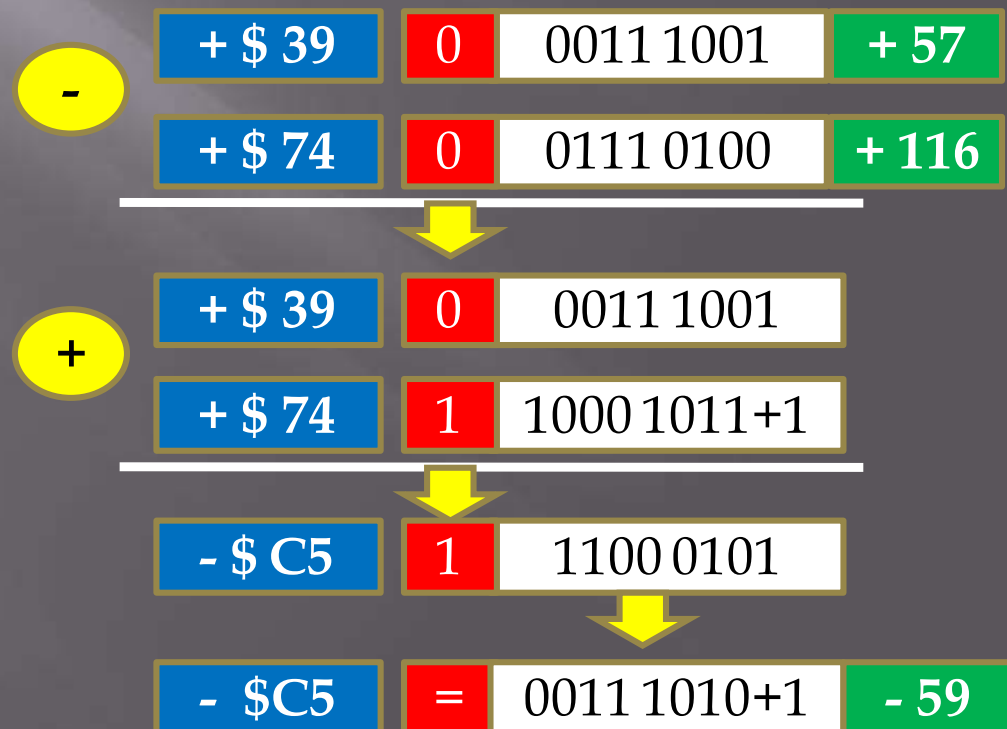 + $ 39 0 0011 1001 + 57
-
+ $ 74 0 0111 0100 + 116
+ $ 39 0 0011 1001
+
+ $ 74 1 1000 1011+1
- $ C5 1 1100 0101
- $C5 = 0011 1010+1 - 59